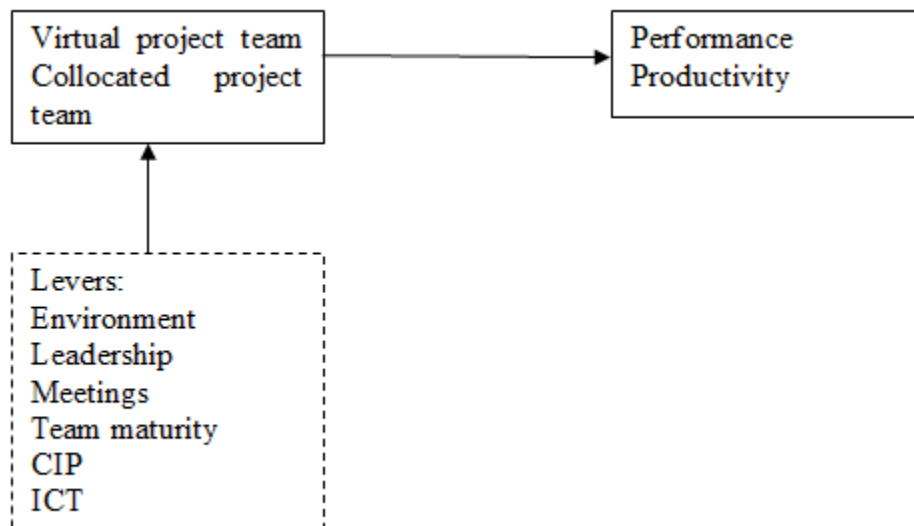 Virtual project team
Collocated project
team
Performance
Productivity
Levers:
Environment
Leadership
Meetings
Team maturity
CIP
ICT